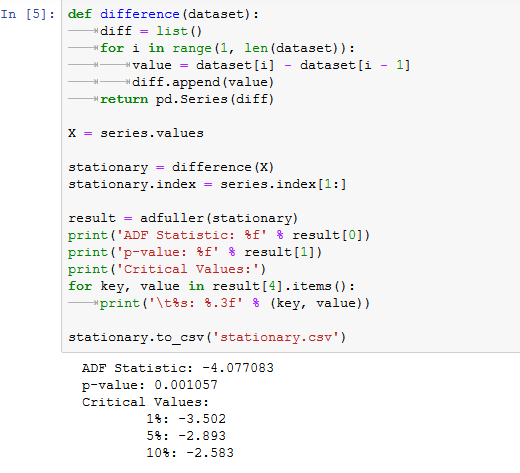 In [5]: def difference(dataset):
    diff = list()
    for i in range(1, len(dataset)):
        value = dataset[i] - dataset[i - 1]
        diff.append(value)
    return pd.Series(diff)

X = series.values

stationary = difference(X)
stationary.index = series.index[1:]

result = adfuller(stationary)
print('ADF Statistic: %f' % result[0])
print('p-value: %f' % result[1])
print('Critical Values:')
for key, value in result[4].items():
    print('\t%s: %.3f' % (key, value))

stationary.to_csv('stationary.csv')

ADF Statistic: -4.077083
p-value: 0.001057
Critical Values:
        1%: -3.502
        5%: -2.893
        10%: -2.583